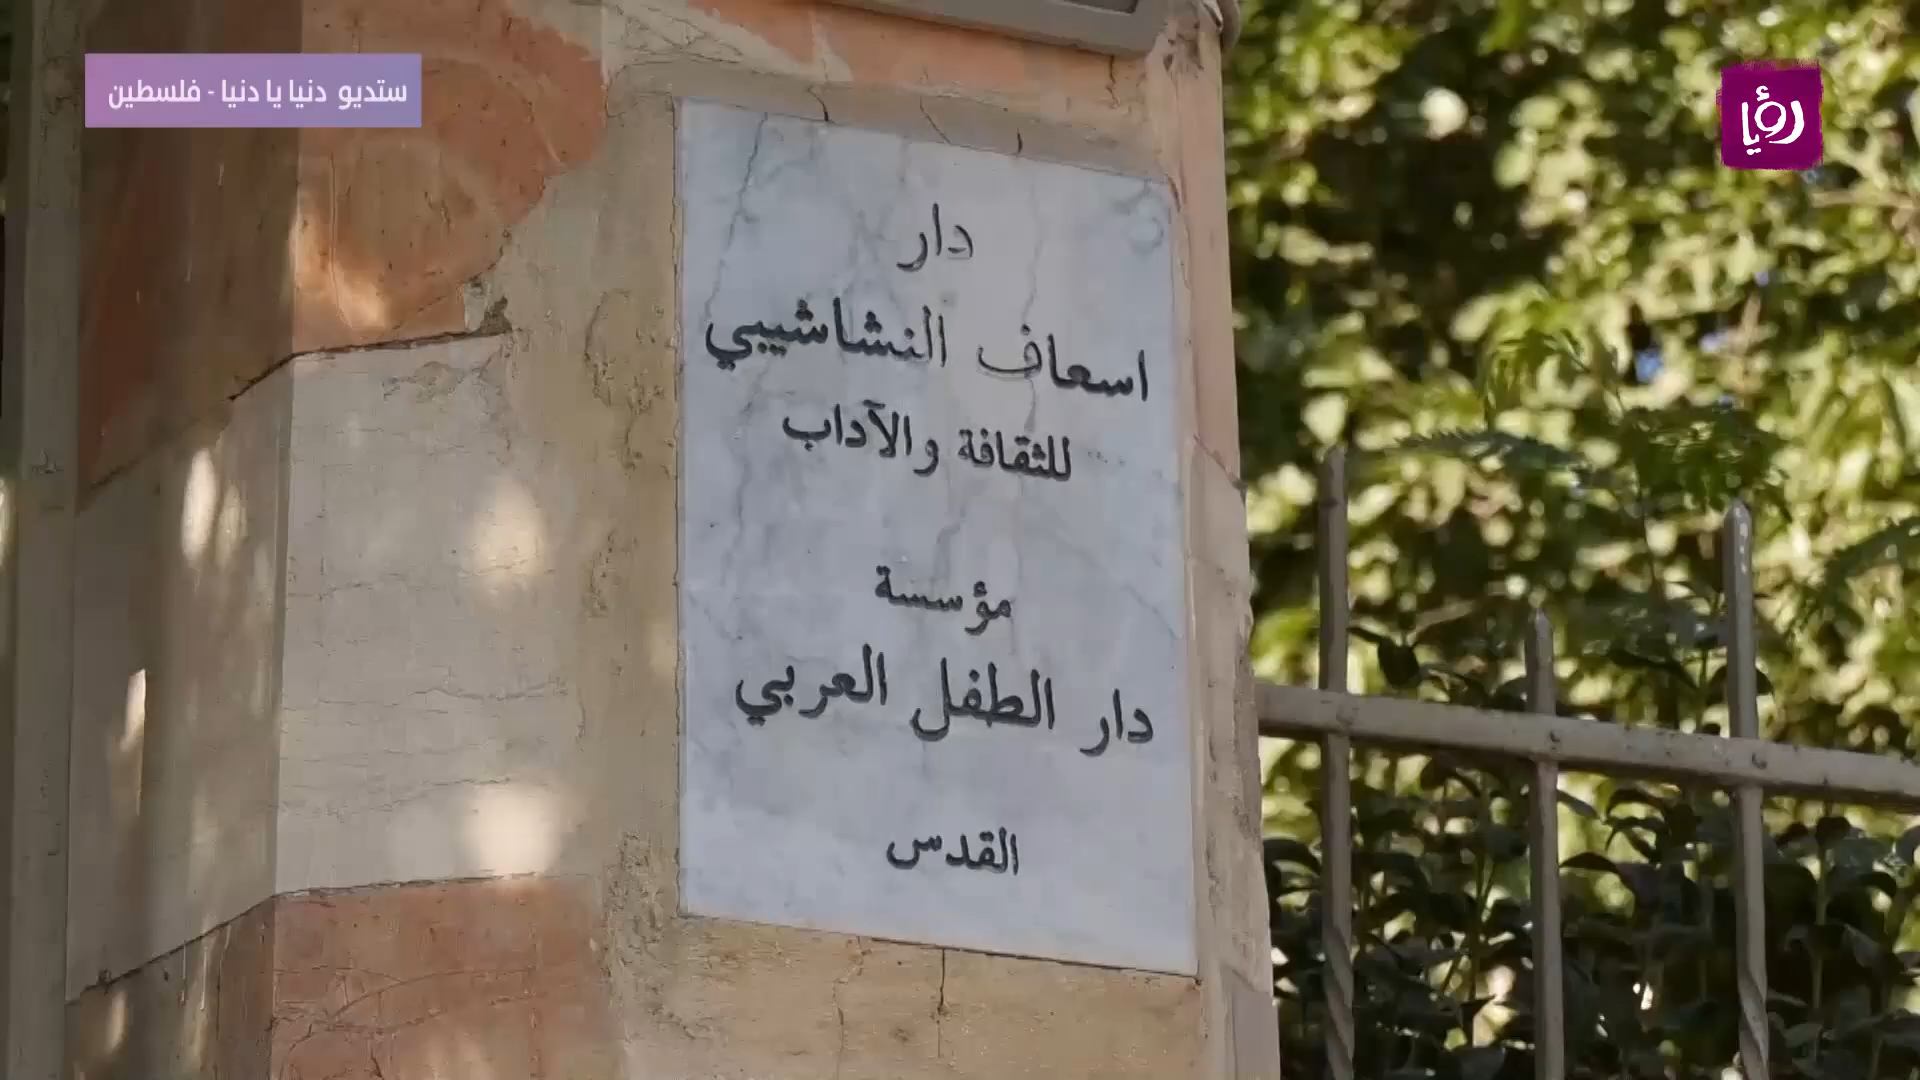 ستديو دنيا يا دنيا - فلسطين
رؤيا
دار
اسعاف النشاشيبي
للثقافة والآداب
مؤسسة
دار الطفل العربي
القدس